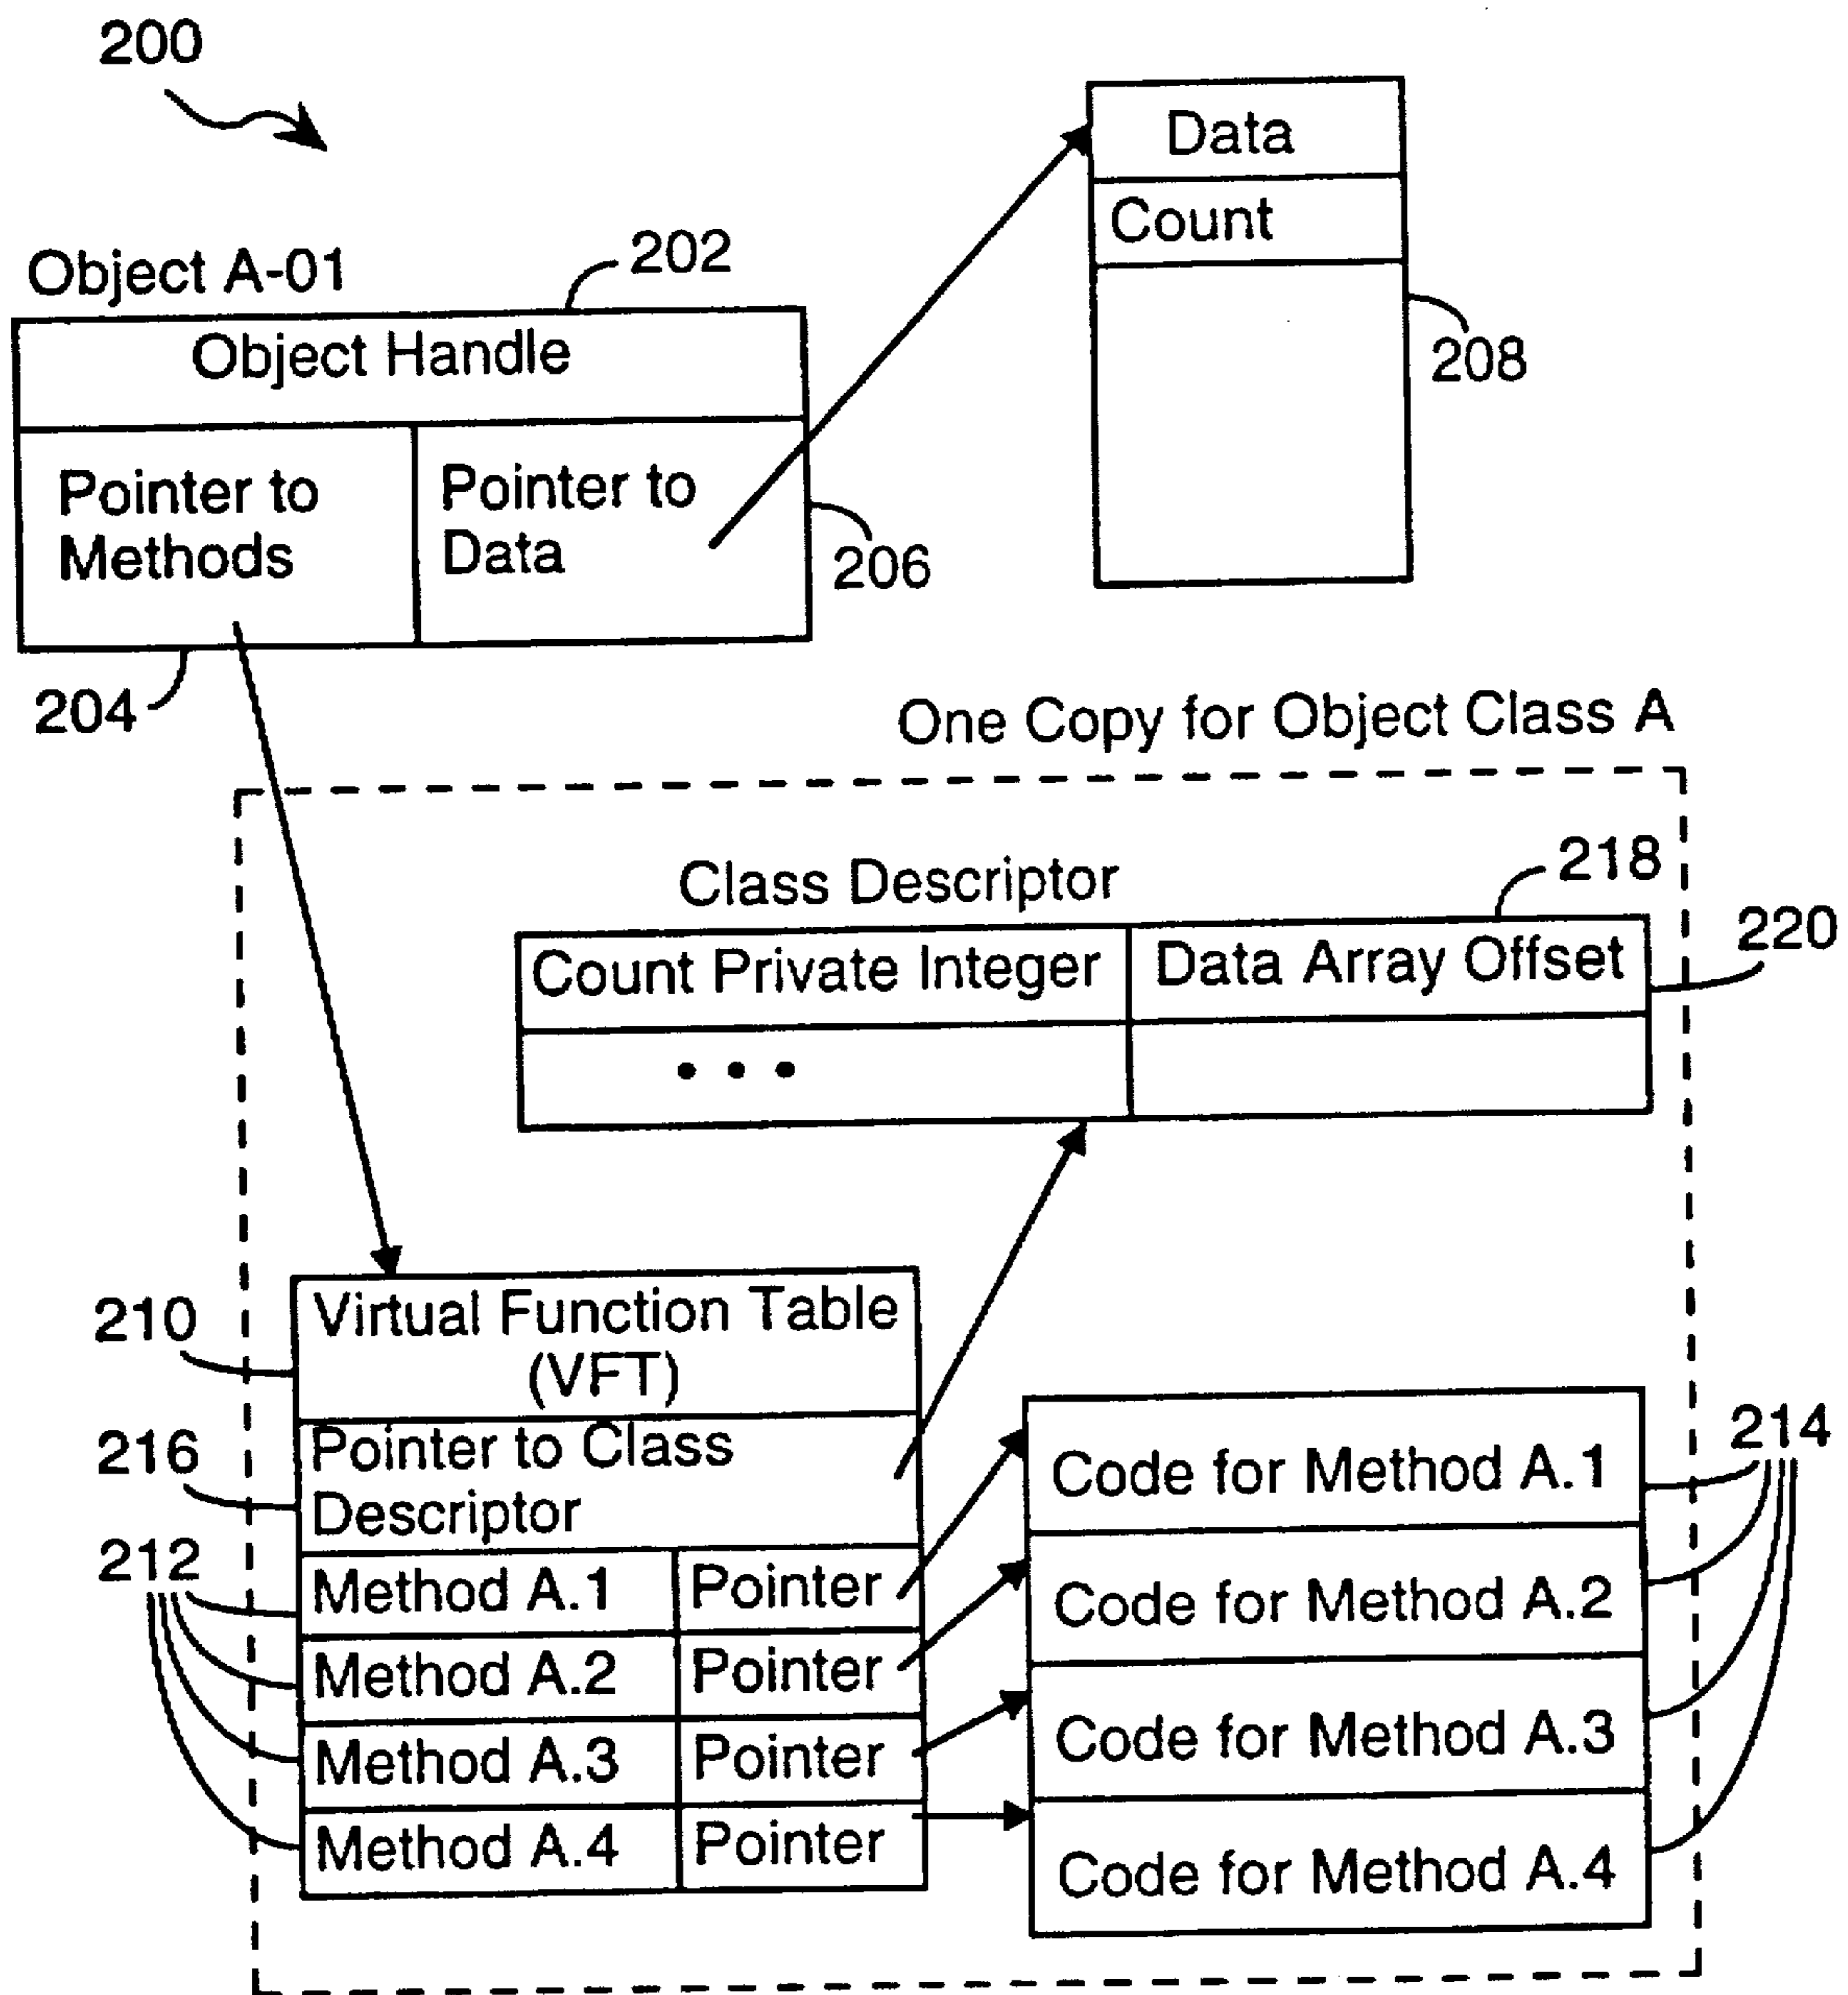 200
Data
Count
208
Object A-01
202
Object Handle
Pointer to
Methods
Pointer to
Data
206
204
One Copy for Object Class A
Class Descriptor
218
220
Count Private Integer
Data Array Offset
• • •
210
Virtual Function Table
(VFT)
216
Pointer to Class
Descriptor
212
Method A.1
Pointer
Method A.2
Pointer
Method A.3
Pointer
Method A.4
Pointer
214
Code for Method A.1
Code for Method A.2
Code for Method A.3
Code for Method A.4